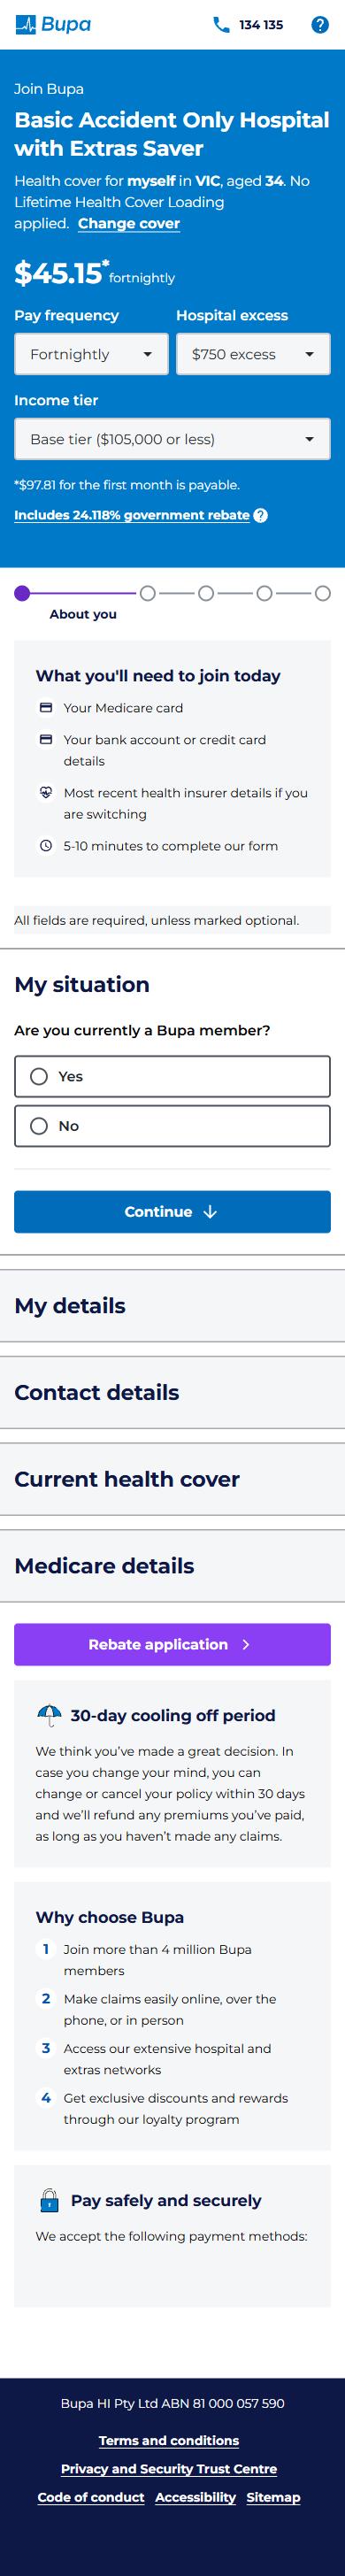 Bupa
134 135
?
Join Bupa
Basic Accident Only Hospital
with Extras Saver
Health cover for myself in VIC, aged 34. No
Lifetime Health Cover Loading
applied. Change cover
$45.15* fortnightly
Pay frequency
Hospital excess
Fortnightly
$750 excess
Income tier
Base tier ($105,000 or less)
*$97.81 for the first month is payable.
Includes 24.118% government rebate ?
About you
What you'll need to join today
Your Medicare card
Your bank account or credit card
details
Most recent health insurer details if you
are switching
5-10 minutes to complete our form
All fields are required, unless marked optional.
My situation
Are you currently a Bupa member?
Yes
No
Continue
My details
Contact details
Current health cover
Medicare details
Rebate application
30-day cooling off period
We think you’ve made a great decision. In
case you change your mind, you can
change or cancel your policy within 30 days
and we’ll refund any premiums you’ve paid,
as long as you haven’t made any claims.
Why choose Bupa
1 Join more than 4 million Bupa
members
2 Make claims easily online, over the
phone, or in person
3 Access our extensive hospital and
extras networks
4 Get exclusive discounts and rewards
through our loyalty program
Pay safely and securely
We accept the following payment methods:
Bupa HI Pty Ltd ABN 81 000 057 590
Terms and conditions
Privacy and Security Trust Centre
Code of conduct Accessibility Sitemap